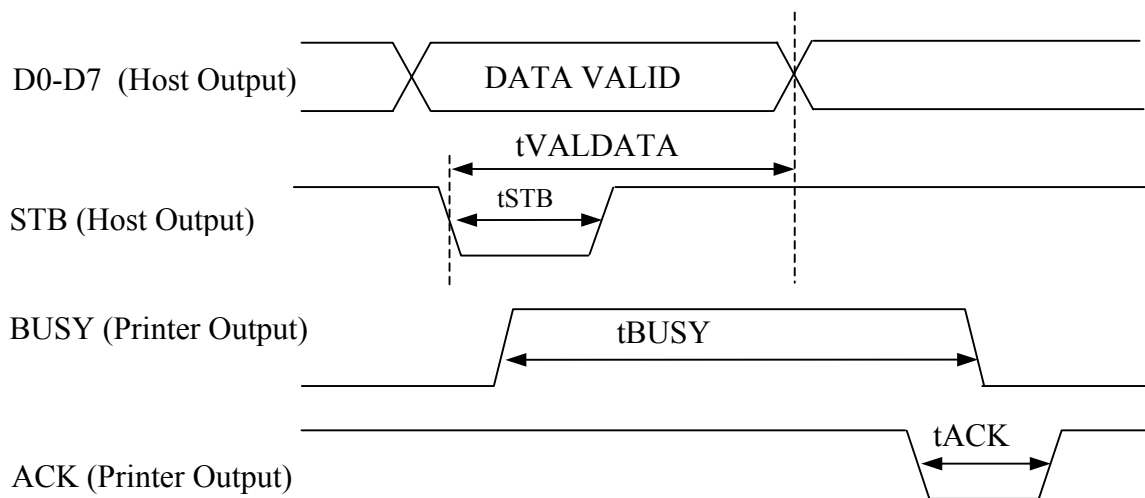 D0-D7 (Host Output)
DATA VALID
tVALDATA
STB (Host Output)
tSTB
BUSY (Printer Output)
tBUSY
ACK (Printer Output)
tACK